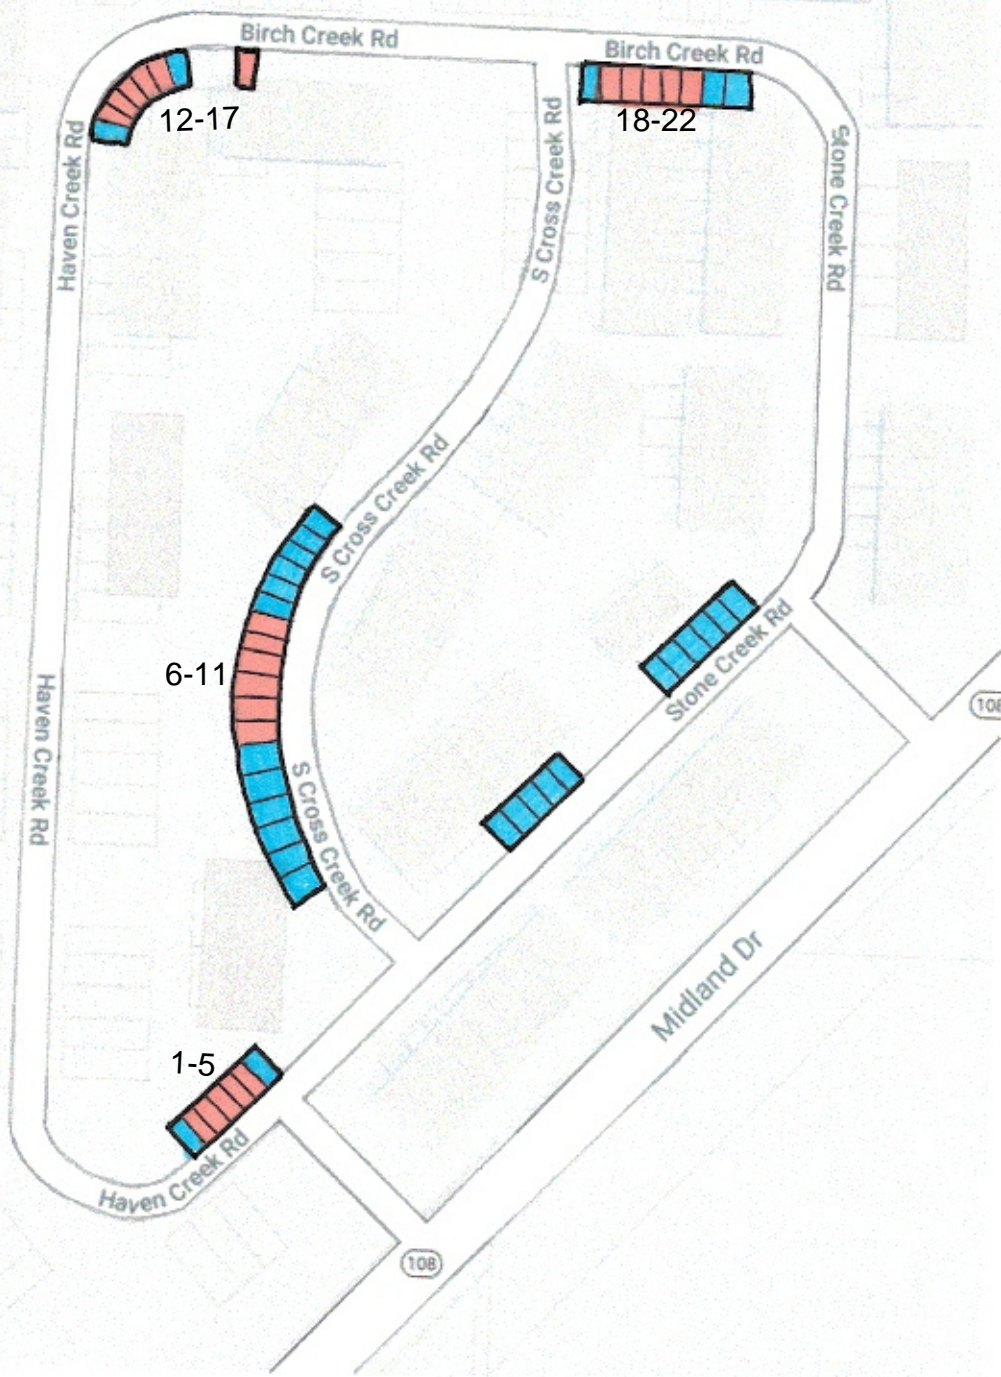 Birch Creek Rd
Birch Creek Rd
12-17
18-22
Haven Creek Rd
S Cross Creek Rd
Stone Creek Rd
S Cross Creek Rd
6-11
Stone Creek Rd
Haven Creek Rd
108
S Cross Creek Rd
Midland Dr
1-5
Haven Creek Rd
108